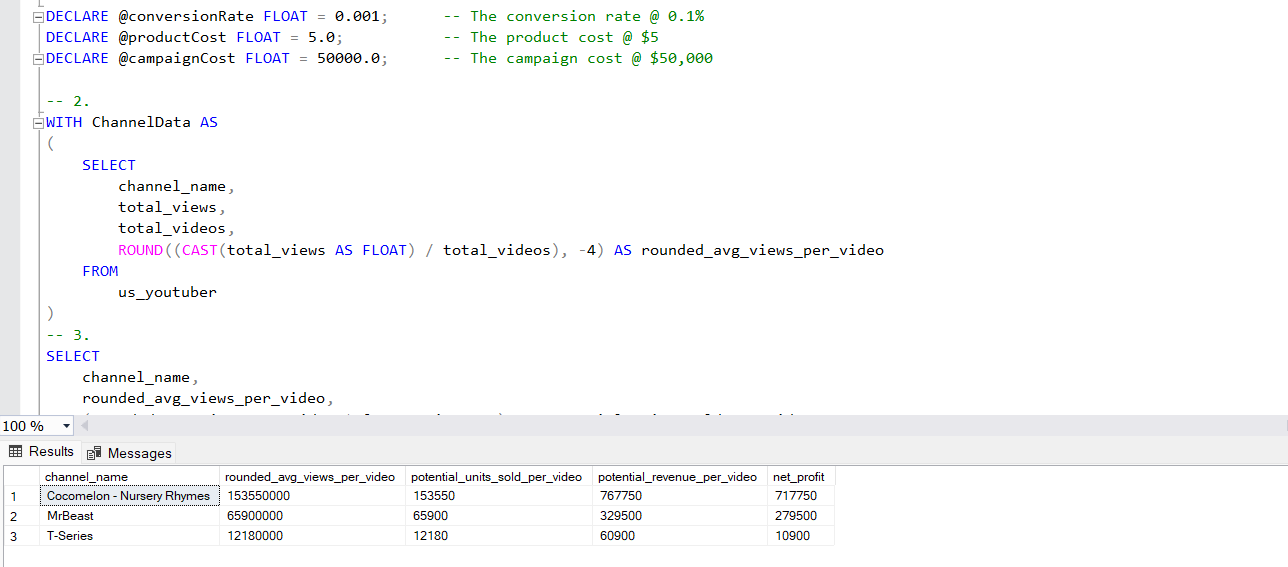 DECLARE @conversionRate FLOAT = 0.001;      -- The conversion rate @ 0.1%
DECLARE @productCost FLOAT = 5.0;           -- The product cost @ $5
DECLARE @campaignCost FLOAT = 50000.0;      -- The campaign cost @ $50,000
-- 2.
WITH ChannelData AS
(
    SELECT
        channel_name,
        total_views,
        total_videos,
        ROUND((CAST(total_views AS FLOAT) / total_videos), -4) AS rounded_avg_views_per_video
    FROM
        us_youtuber
)
-- 3.
SELECT
    channel_name,
    rounded_avg_views_per_video,
100 %
Results Messages
channel_name rounded_avg_views_per_video potential_units_sold_per_video potential_revenue_per_video net_profit
1 Cocomelon - Nursery Rhymes 153550000 153550 767750 717750
2 MrBeast 65900000 65900 329500 279500
3 T-Series 12180000 12180 60900 10900